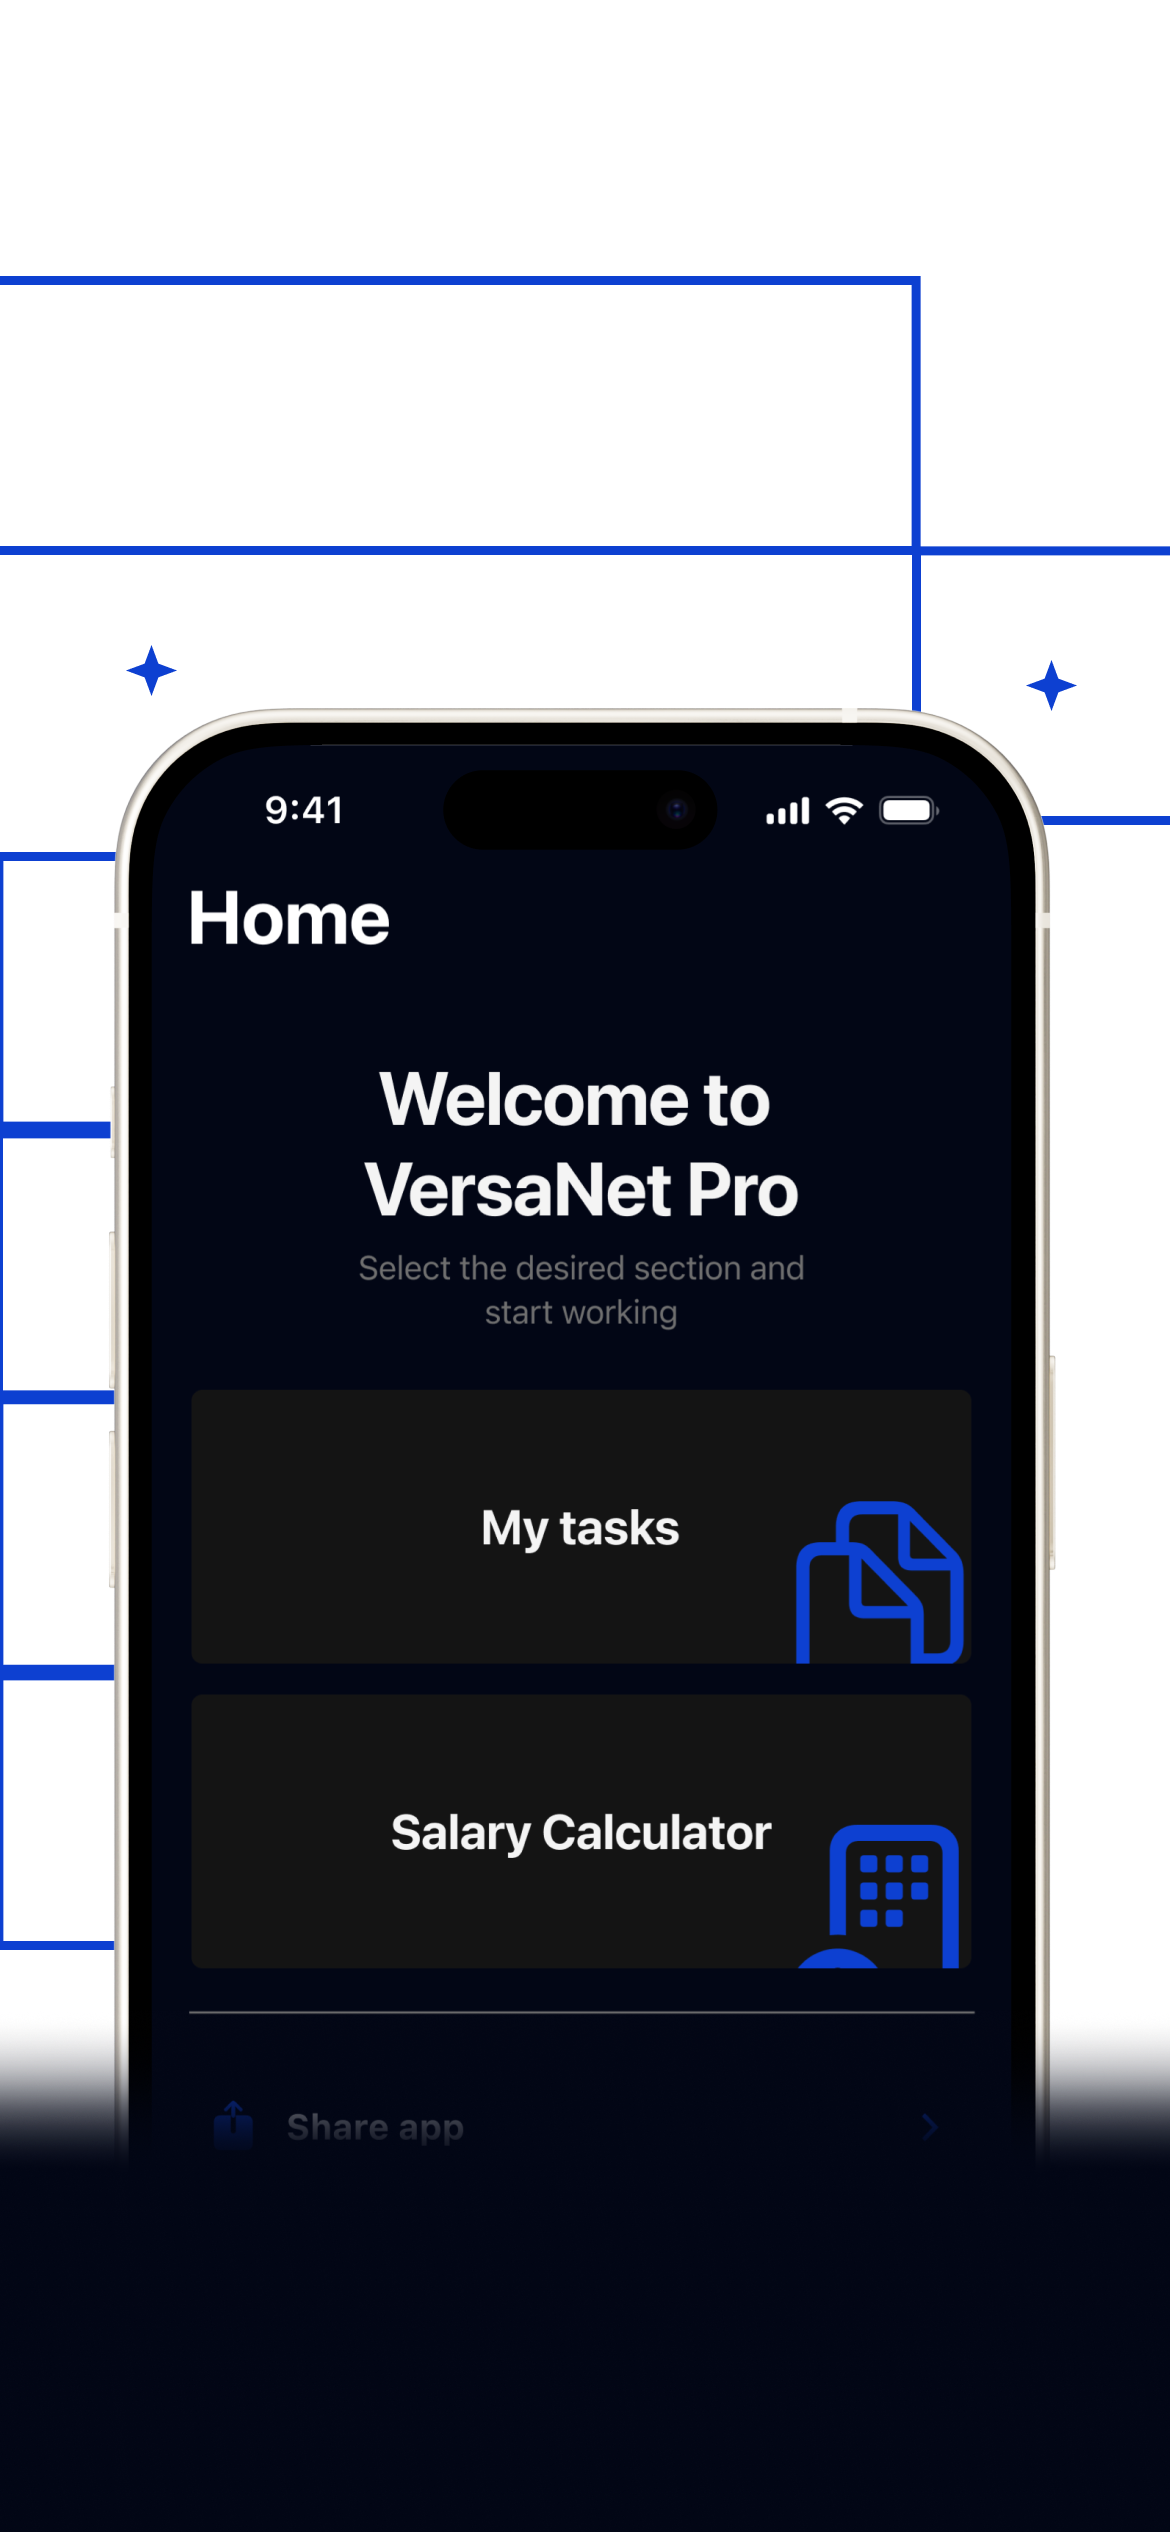 9:41
Home
Welcome to
VersaNet Pro
Select the desired section and
start working
My tasks
Salary Calculator
Share app